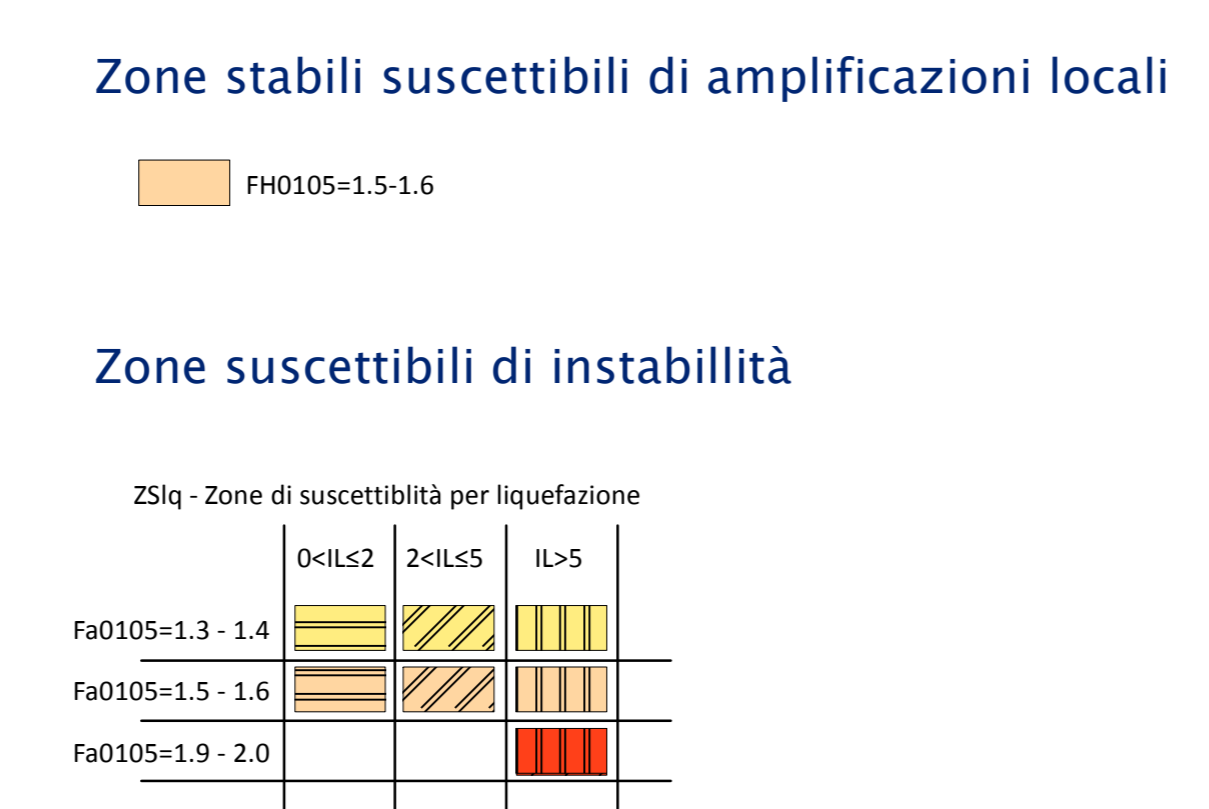 Zone stabili suscettibili di amplificazioni locali
FH0105=1.5-1.6
Zone suscettibili di instabillità
ZSlq - Zone di suscettiblità per liquefazione
0<IL≤2 2<IL≤5 IL>5
Fa0105=1.3 - 1.4
Fa0105=1.5 - 1.6
Fa0105=1.9 - 2.0